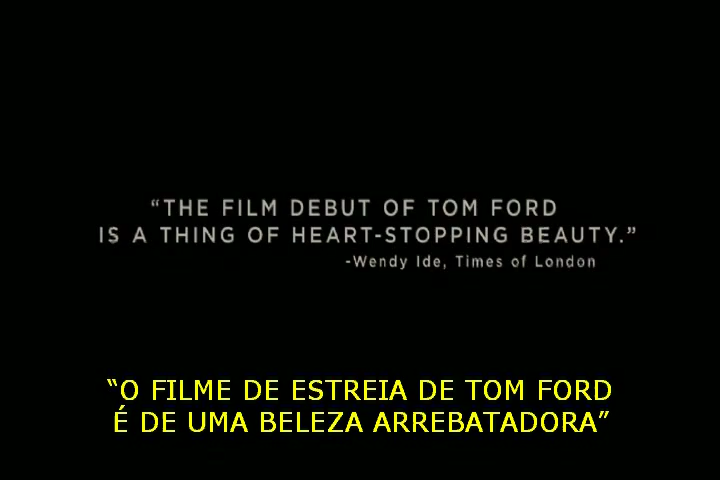 “THE FILM DEBUT OF TOM FORD
IS A THING OF HEART-STOPPING BEAUTY.”
-Wendy Ide, Times of London
“O FILME DE ESTREIA DE TOM FORD
É DE UMA BELEZA ARREBATADORA”